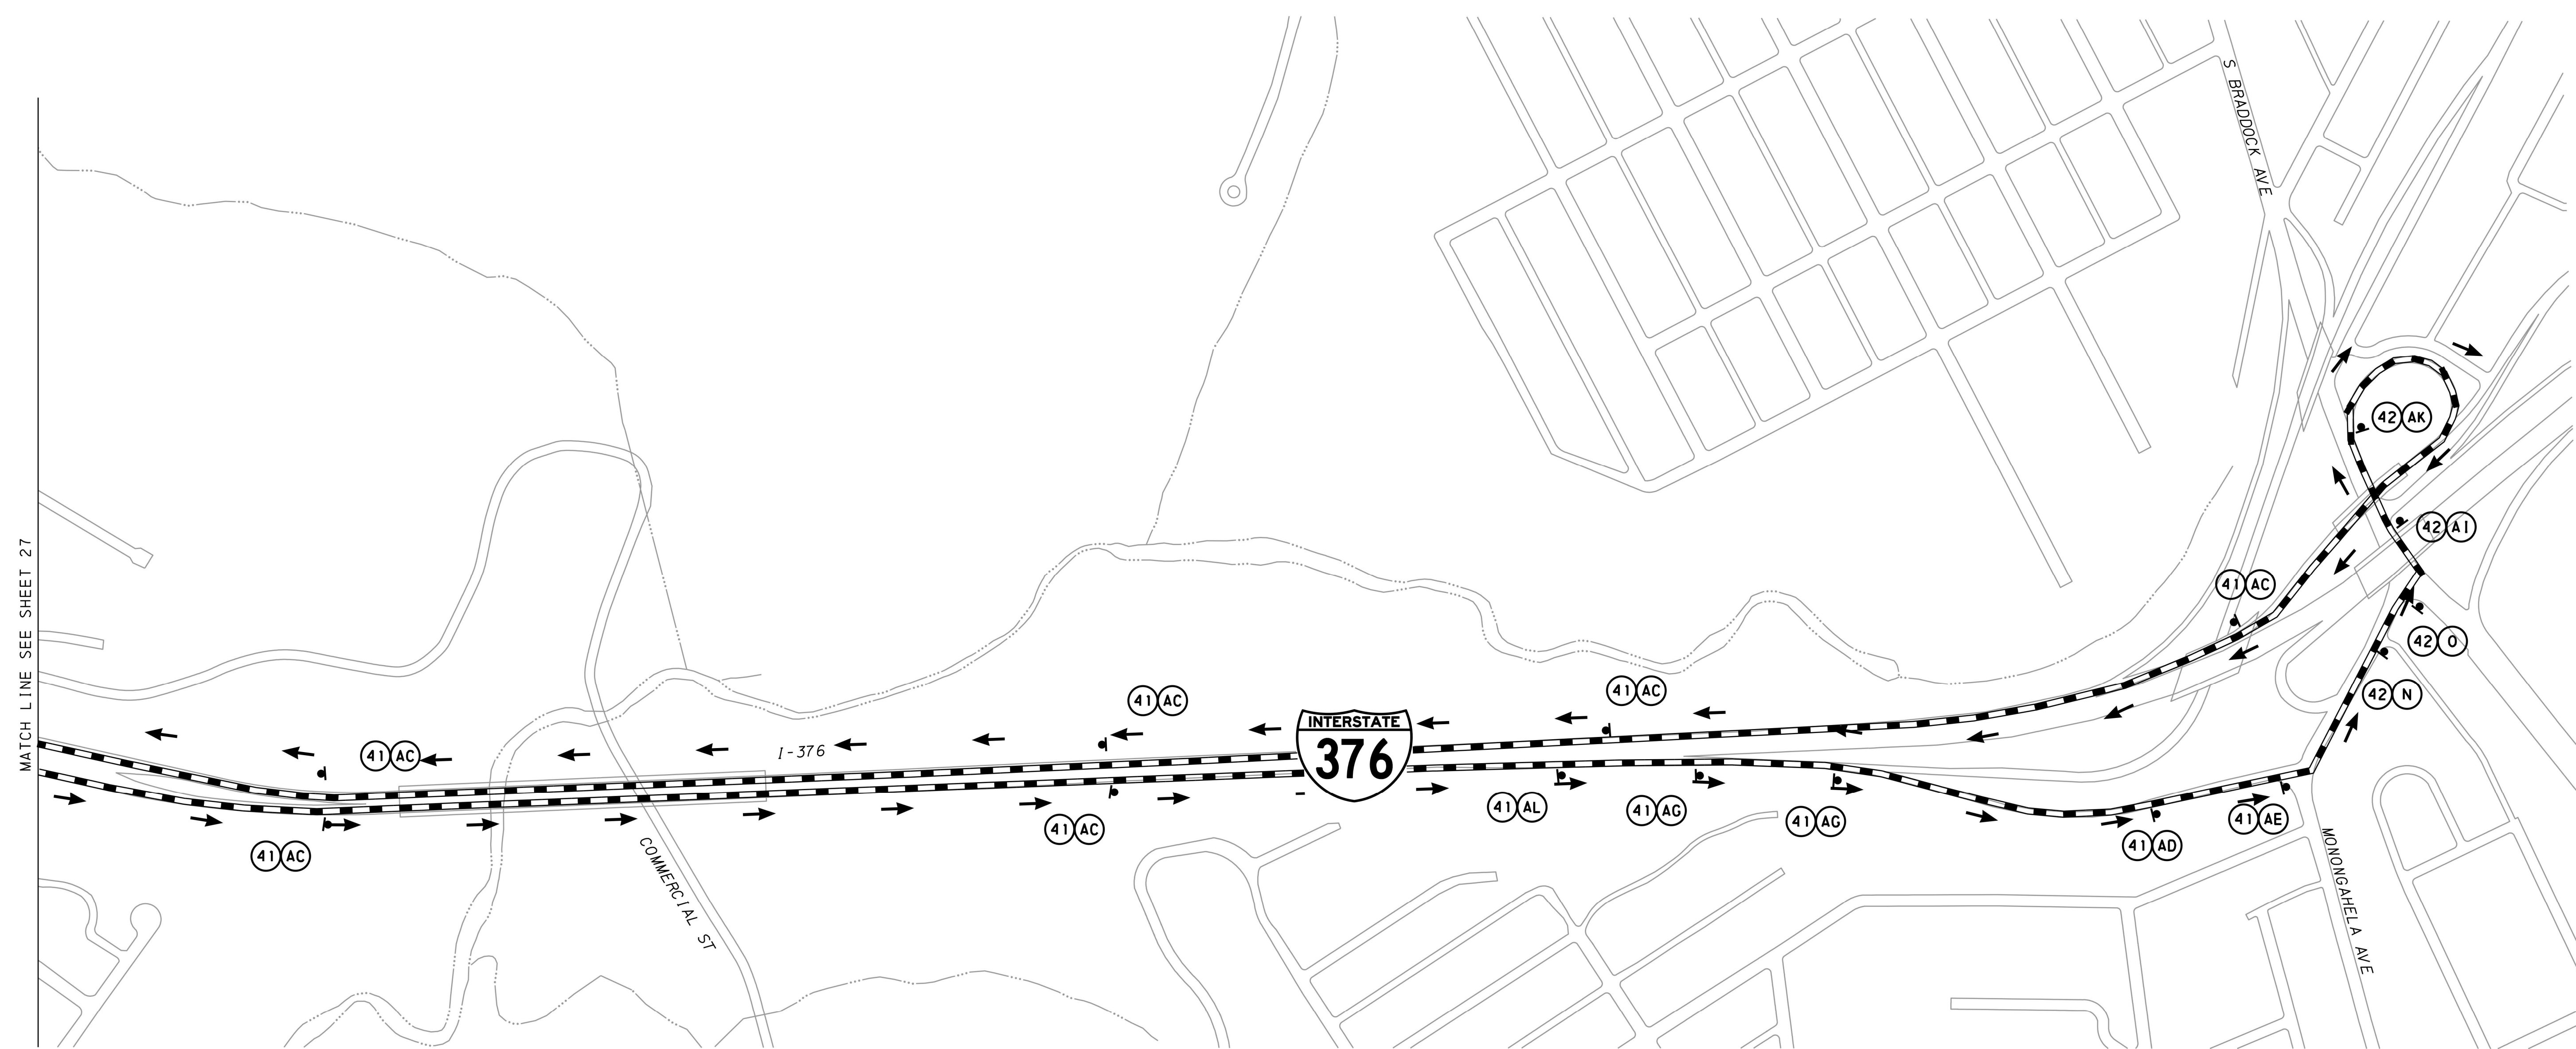 S BRADDOCK AVE
42 AK
42 AI
MATCH LINE SEE SHEET 27
41 AC
42 O
41 AC
42 N
41 AC
INTERSTATE
376
I-376
41 AC
41 AL
41 AG
41 AG
41 AE
41 AC
41 AD
41 AC
COMMERCIAL ST
MONONGAHELA AVE